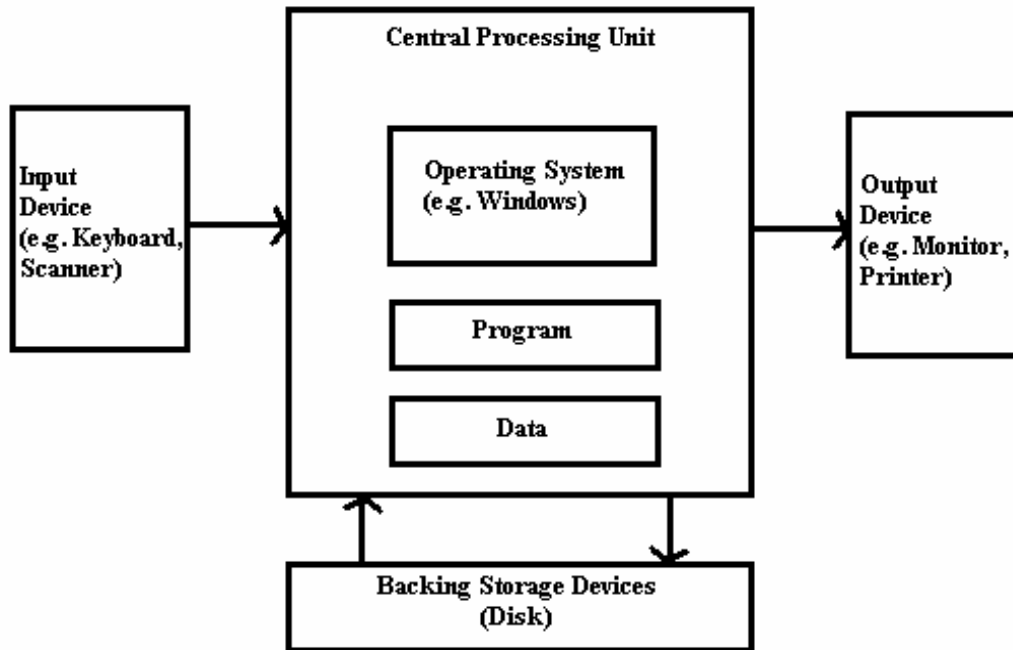 Central Processing Unit
Input
Device
(e.g. Keyboard,
Scanner)
Operating System
(e.g. Windows)
Program
Data
Output
Device
(e.g. Monitor,
Printer)
Backing Storage Devices
(Disk)